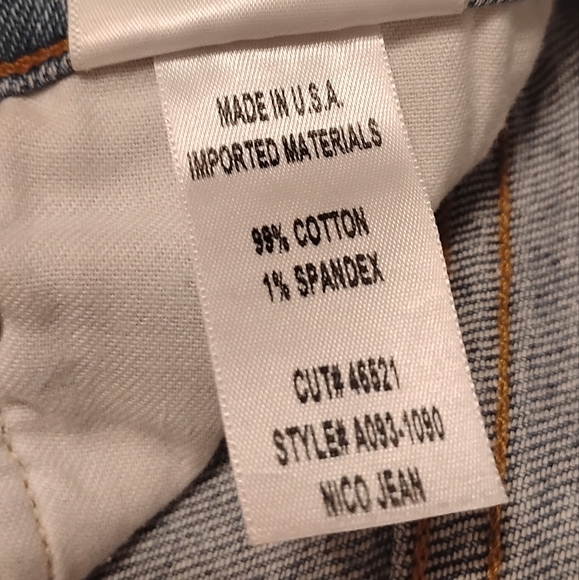 MADE IN U.S.A.
IMPORTED MATERIALS
99% COTTON
1% SPANDEX
CUT# 46521
STYLE# A093-1090
NICO JEAN